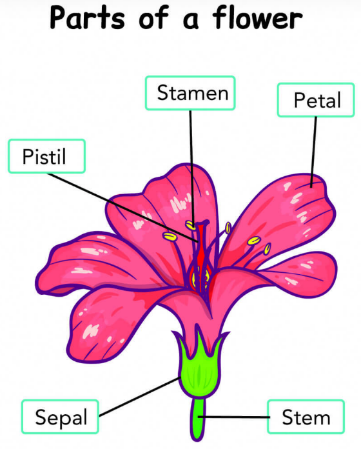 Parts of a flower
Stamen
Petal
Pistil
Sepal
Stem